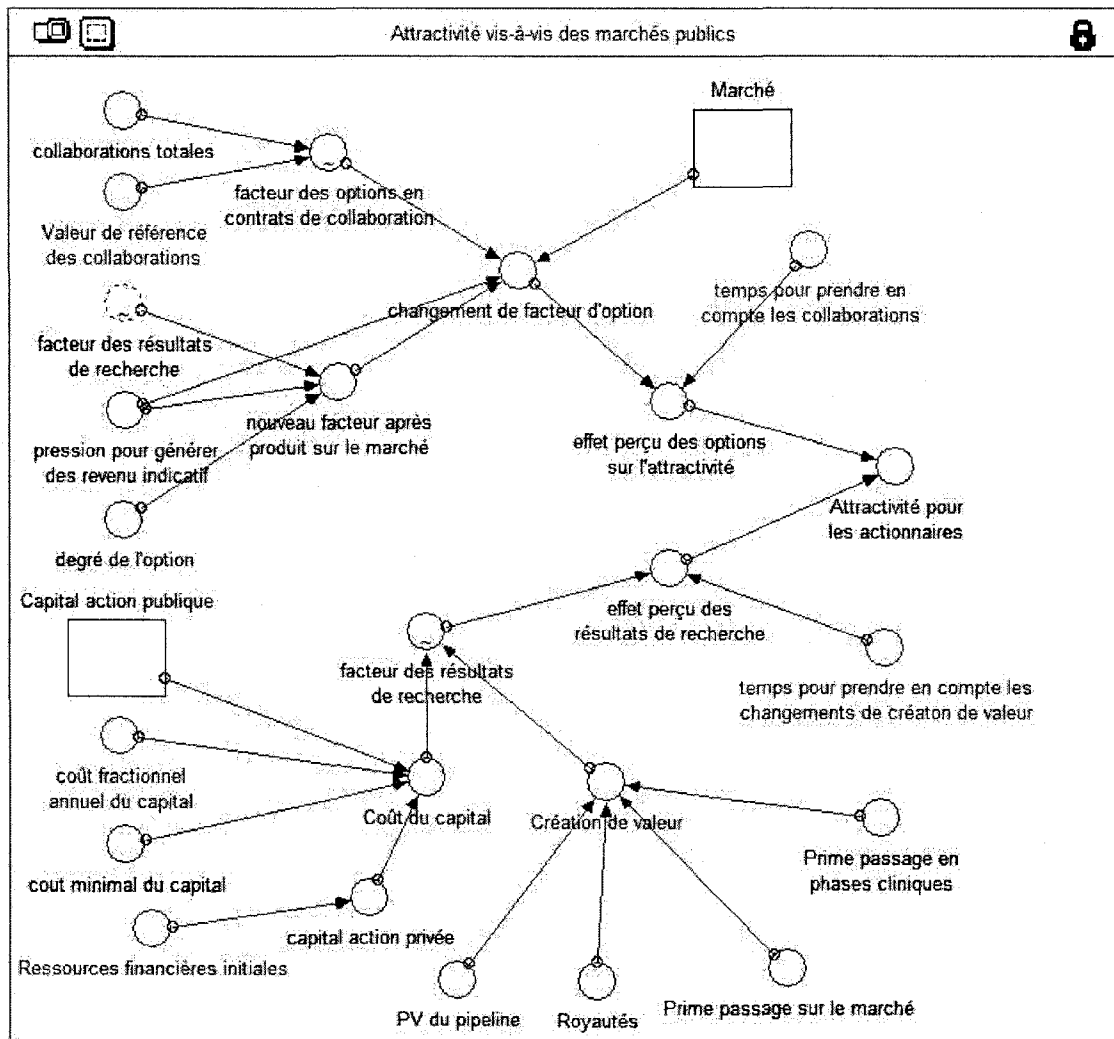 Attractivité vis-à-vis des marchés publics
Marché
collaborations totales
facteur des options en
contrats de collaboration
Valeur de référence
des collaborations
temps pour prendre en
compte les collaborations
changement de facteur d'option
facteur des résultats
de recherche
nouveau facteur après
produit sur le marché
pression pour générer
des revenu indicatif
effet perçu des options
sur l'attractivité
Attractivité pour
les actionnaires
degré de l'option
Capital action publique
effet perçu des
résultats de recherche
facteur des résultats
de recherche
temps pour prendre en compte les
changements de créaton de valeur
coût fractionnel
annuel du capital
Coût du capital
Création de valeur
Prime passage en
phases cliniques
cout minimal du capital
capital action privée
Ressources financières initiales
PV du pipeline
Royautés
Prime passage sur le marché